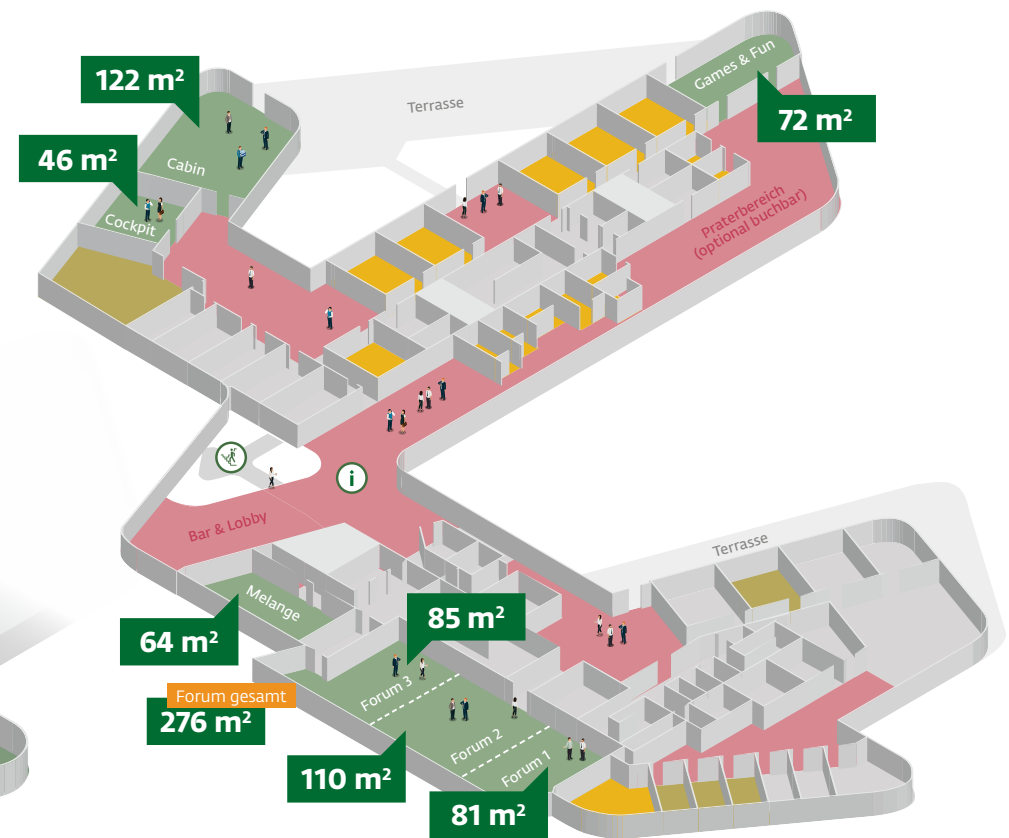 122 m²
Terrasse
Games & Fun
72 m²
46 m²
Cabin
Cockpit
Praterbereich
(optional buchbar)
i
Bar & Lobby
Terrasse
Melange
85 m²
64 m²
Forum 3
Forum gesamt
276 m²
Forum 2
Forum 1
110 m²
81 m²